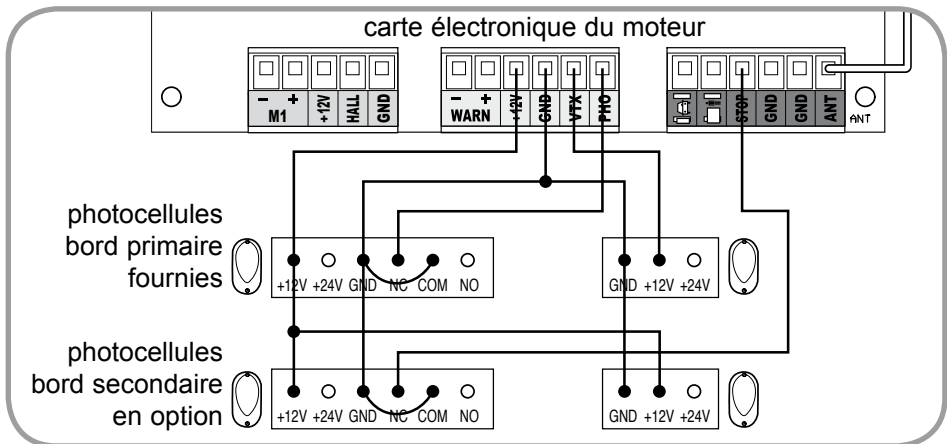 carte électronique du moteur
- +
M1
+12V
HALL
GND
- +
WARN
+12V
GND
VTX
PHO
STOP
GND
GND
ANT
ANT
photocellules
bord primaire
fournies
+12V +24V GND NC COM NO
GND +12V +24V
photocellules
bord secondaire
en option
+12V +24V GND NC COM NO
GND +12V +24V